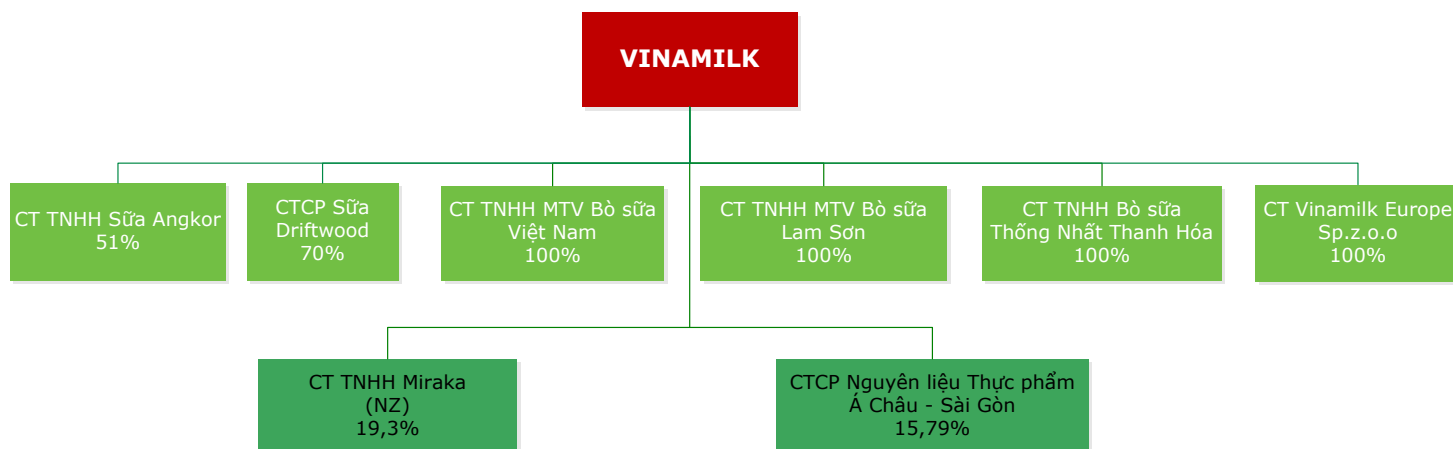 VINAMILK
CT TNHH Sữa Angkor
51%
CTCP Sữa
Driftwood
70%
CT TNHH MTV Bò sữa
Việt Nam
100%
CT TNHH MTV Bò sữa
Lam Sơn
100%
CT TNHH Bò sữa
Thống Nhất Thanh Hóa
100%
CT Vinamilk Europe
Sp.z.o.o
100%
CT TNHH Miraka
(NZ)
19,3%
CTCP Nguyên liệu Thực phẩm
Á Châu - Sài Gòn
15,79%